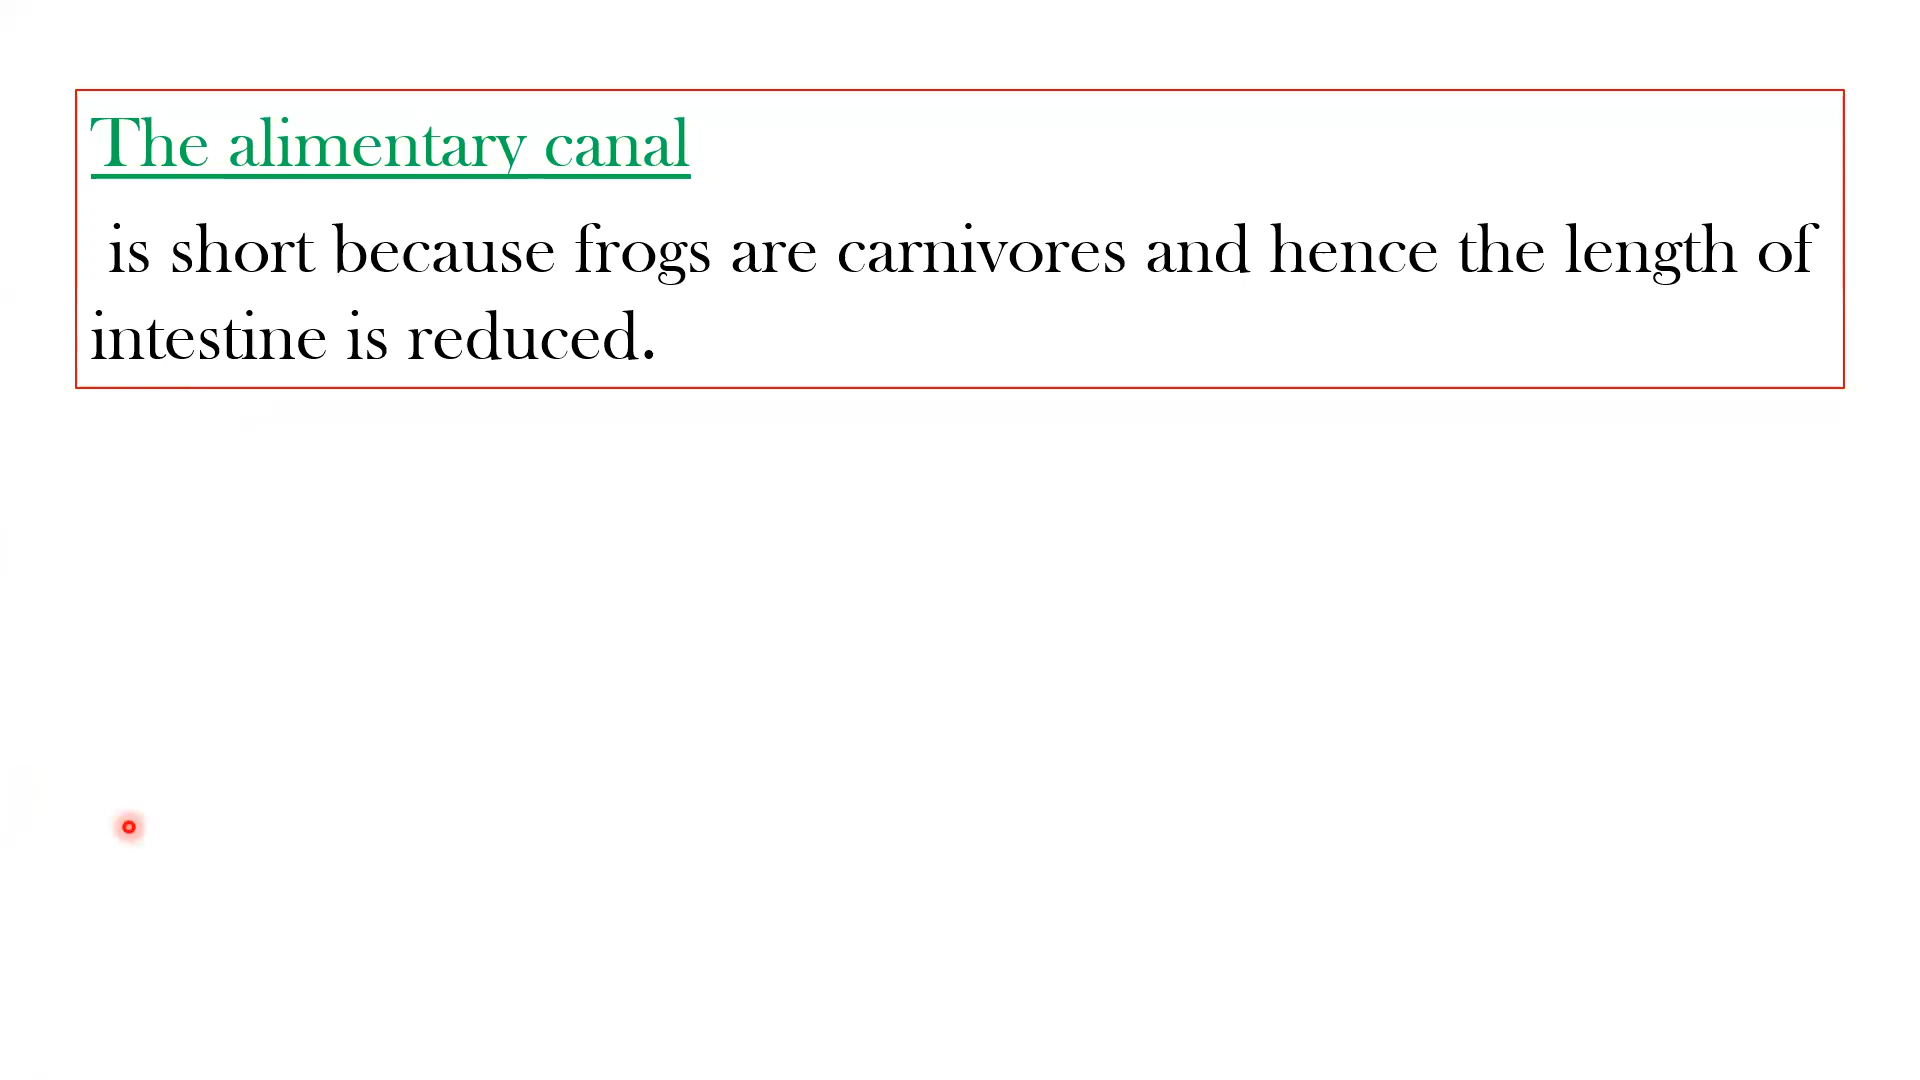 The alimentary canal
is short because frogs are carnivores and hence the length of
intestine is reduced.